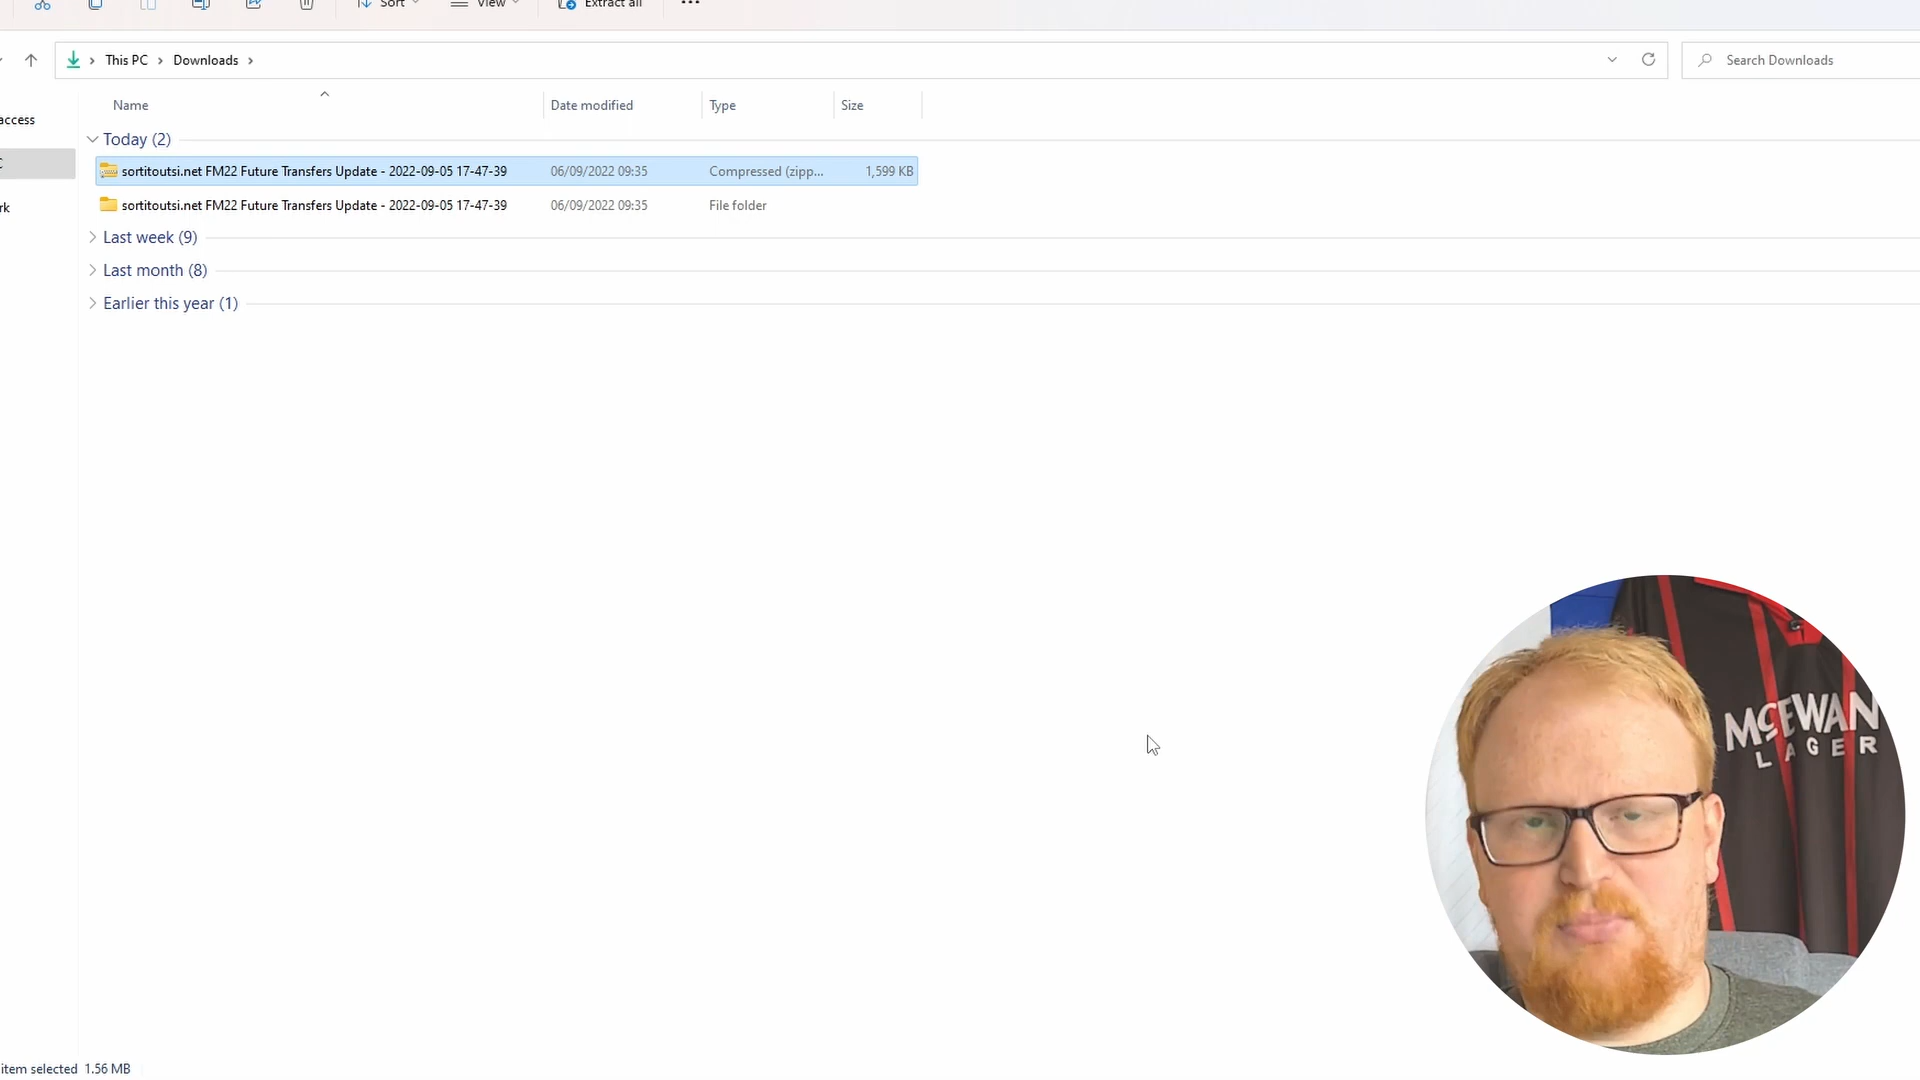 Sort
View
Extract all
This PC
Downloads
Search Downloads
access
Name
Date modified
Type
Size
Today (2)
sortitoutsi.net FM22 Future Transfers Update - 2022-09-05 17-47-39 06/09/2022 09:35 Compressed (zipp... 1,599 KB
rk
sortitoutsi.net FM22 Future Transfers Update - 2022-09-05 17-47-39 06/09/2022 09:35 File folder
Last week (9)
Last month (8)
Earlier this year (1)
McEWAN
LAGER
item selected 1.56 MB